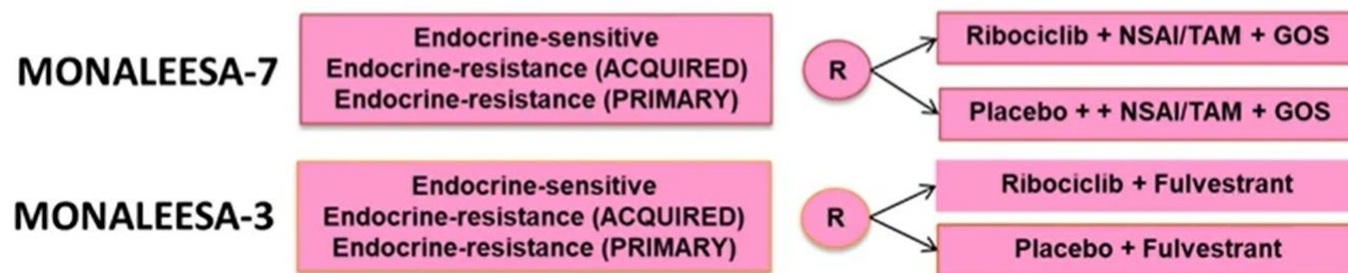 MONALEESA-7
Endocrine-sensitive
Endocrine-resistance (ACQUIRED)
Endocrine-resistance (PRIMARY)
R
Ribociclib + NSAI/TAM + GOS
Placebo + + NSAI/TAM + GOS
MONALEESA-3
Endocrine-sensitive
Endocrine-resistance (ACQUIRED)
Endocrine-resistance (PRIMARY)
R
Ribociclib + Fulvestrant
Placebo + Fulvestrant